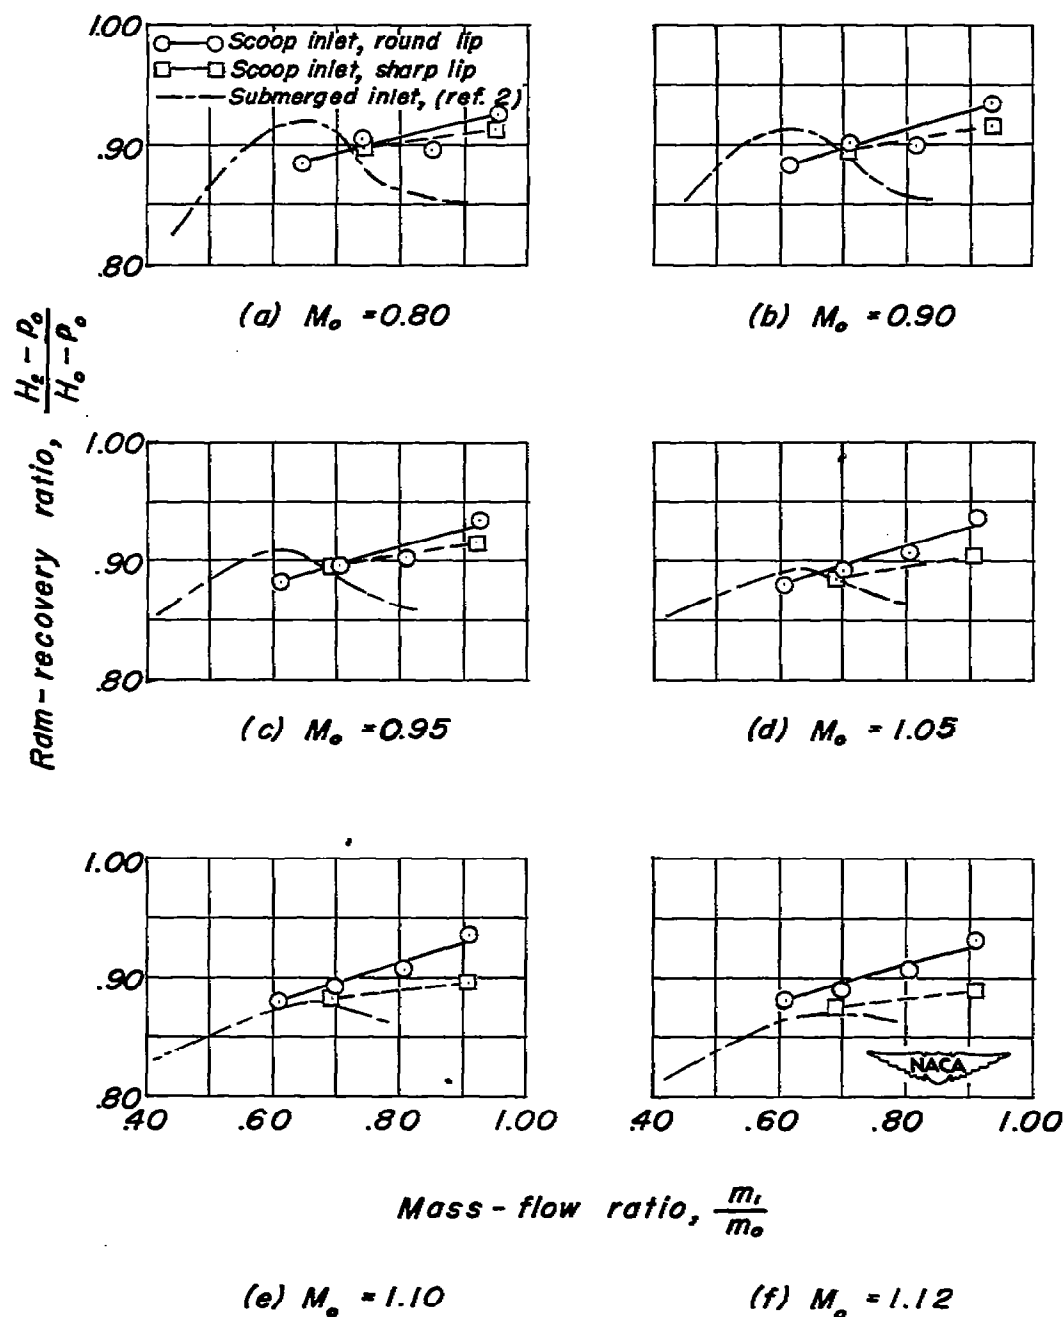 1.00
Scoop inlet, round lip
Scoop inlet, sharp lip
Submerged inlet, (ref. 2)
.90
.80
(a) M₀ = 0.80
(b) M₀ = 0.90
Ram-recovery ratio, H₂ - p₀ / H₀ - p₀
1.00
.90
.80
(c) M₀ = 0.95
(d) M₀ = 1.05
1.00
.90
.80
NACA
.40 .60 .80 1.00 .40 .60 .80 1.00
Mass-flow ratio, m₁ / m₀
(e) M₀ = 1.10
(f) M₀ = 1.12